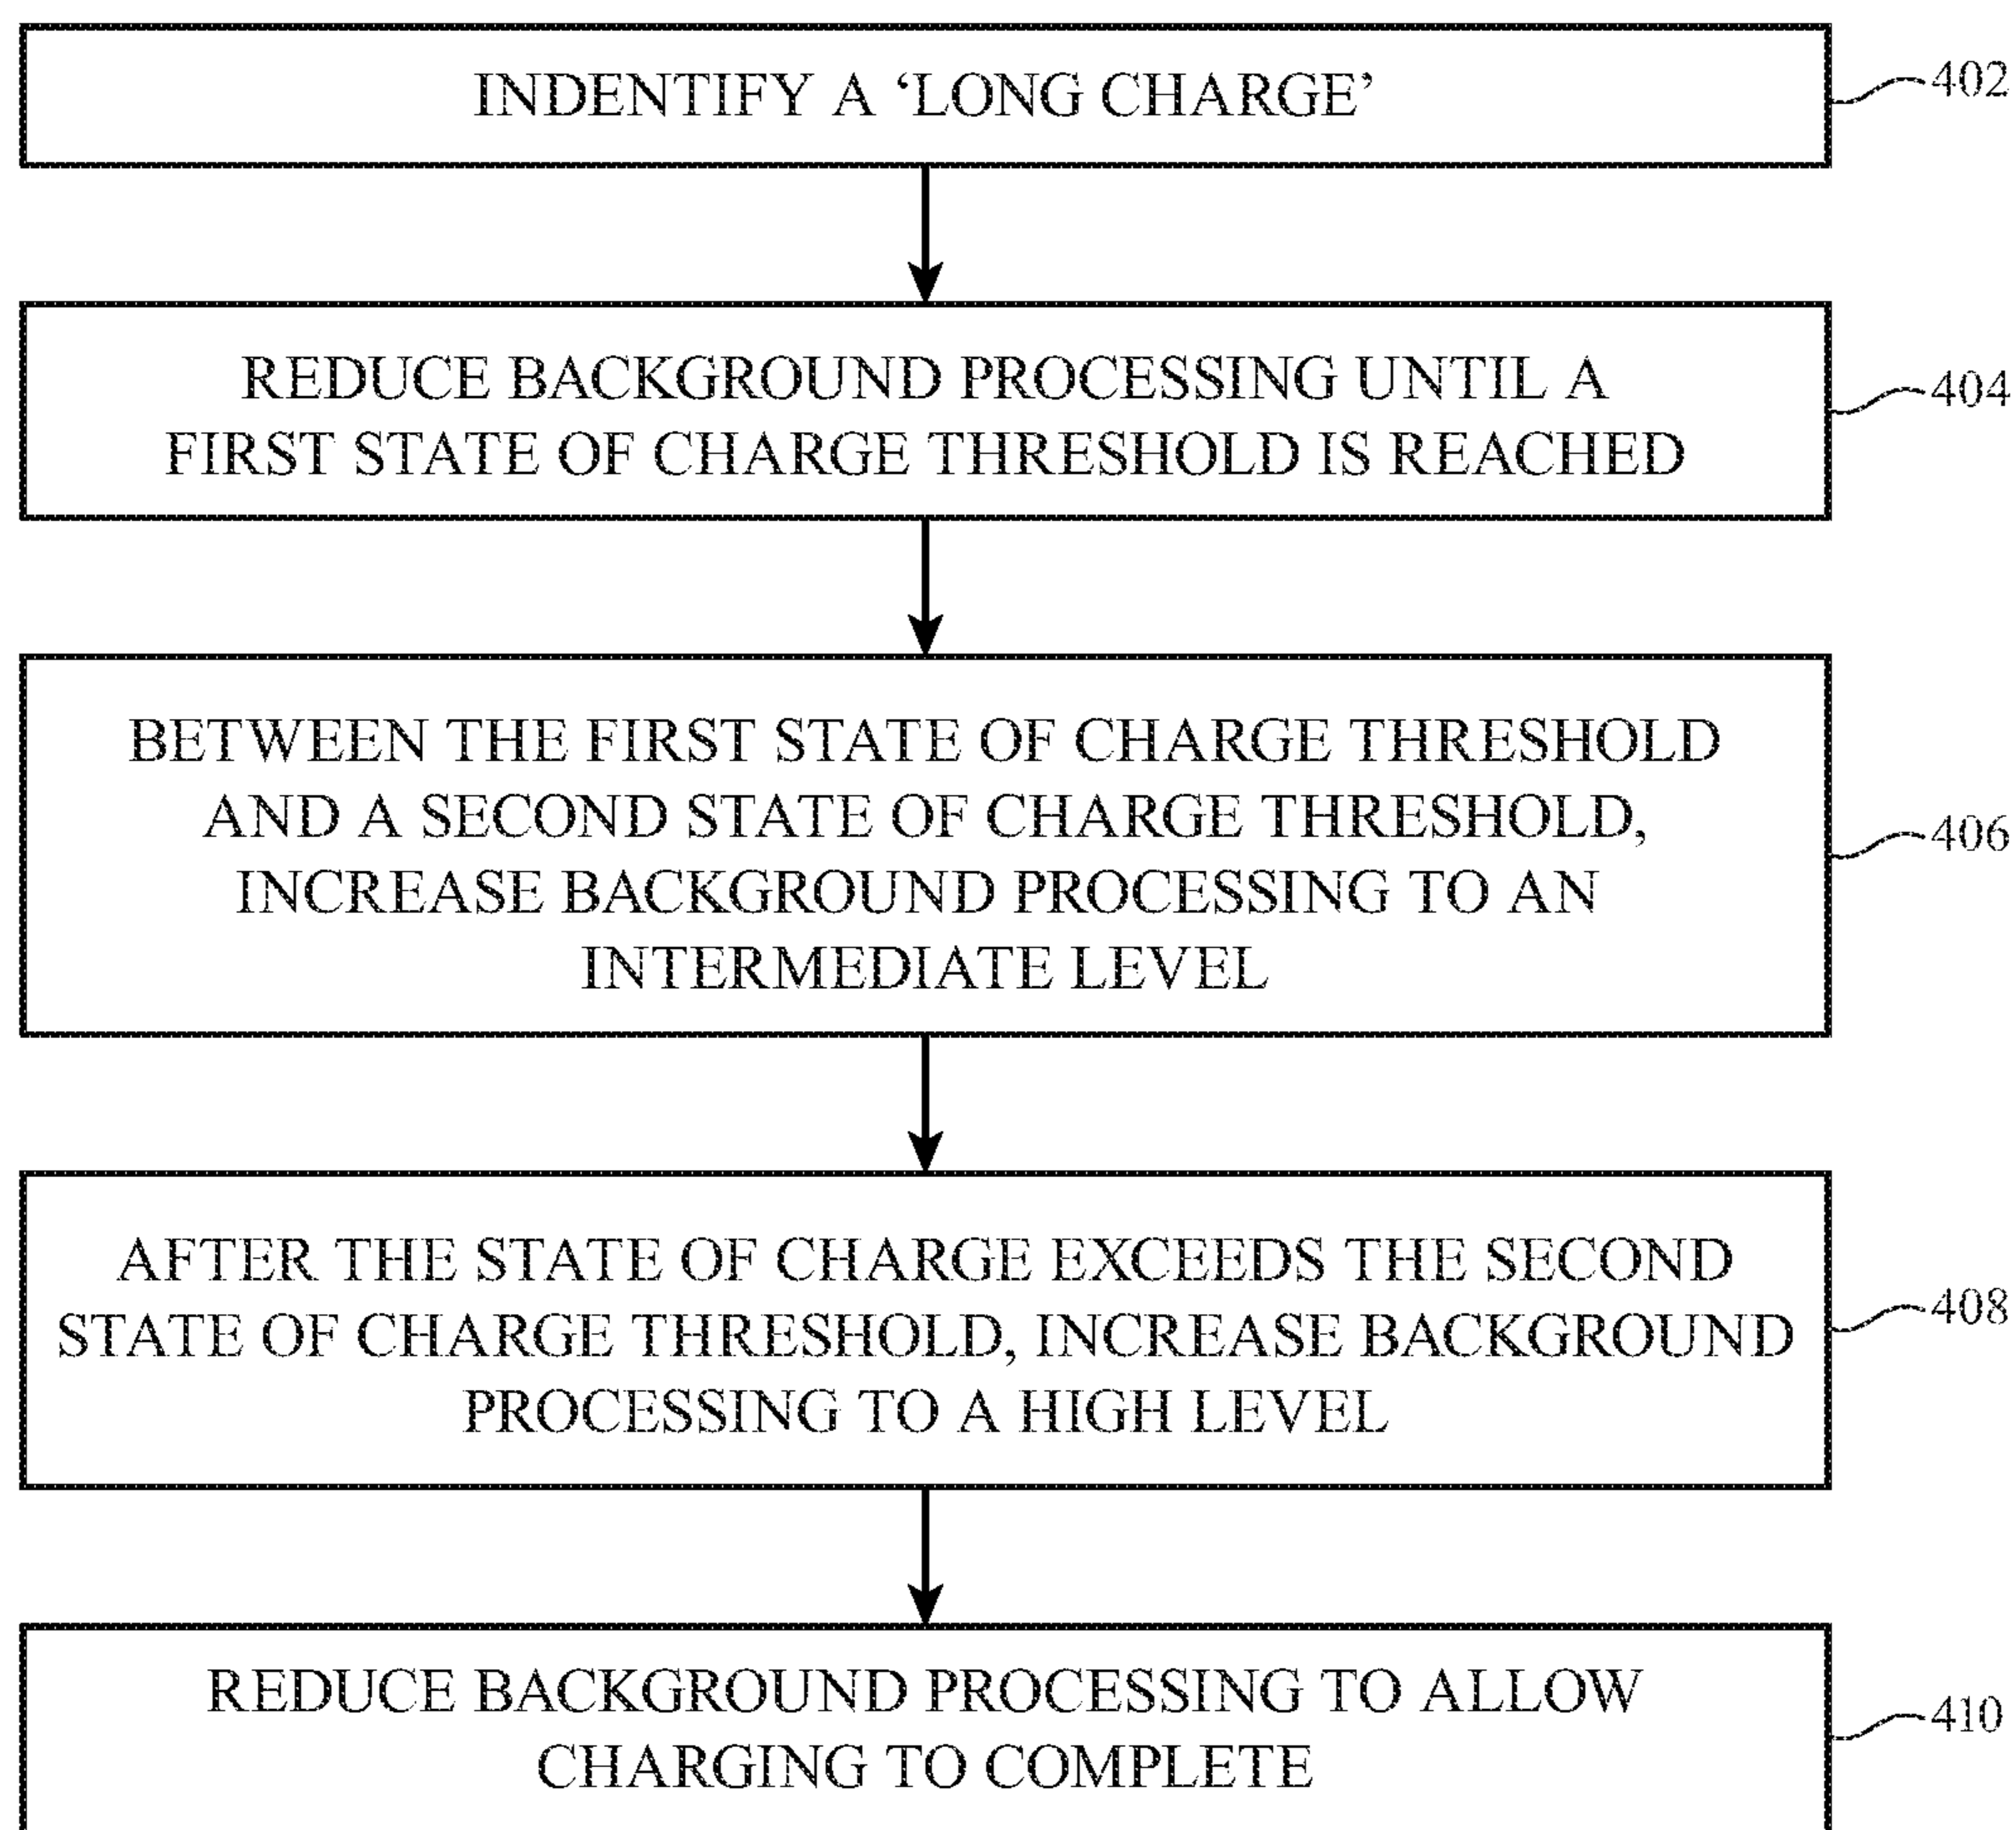 INDENTIFY A ‘LONG CHARGE’
402
REDUCE BACKGROUND PROCESSING UNTIL A
FIRST STATE OF CHARGE THRESHOLD IS REACHED
404
BETWEEN THE FIRST STATE OF CHARGE THRESHOLD
AND A SECOND STATE OF CHARGE THRESHOLD,
INCREASE BACKGROUND PROCESSING TO AN
INTERMEDIATE LEVEL
406
AFTER THE STATE OF CHARGE EXCEEDS THE SECOND
STATE OF CHARGE THRESHOLD, INCREASE BACKGROUND
PROCESSING TO A HIGH LEVEL
408
REDUCE BACKGROUND PROCESSING TO ALLOW
CHARGING TO COMPLETE
410